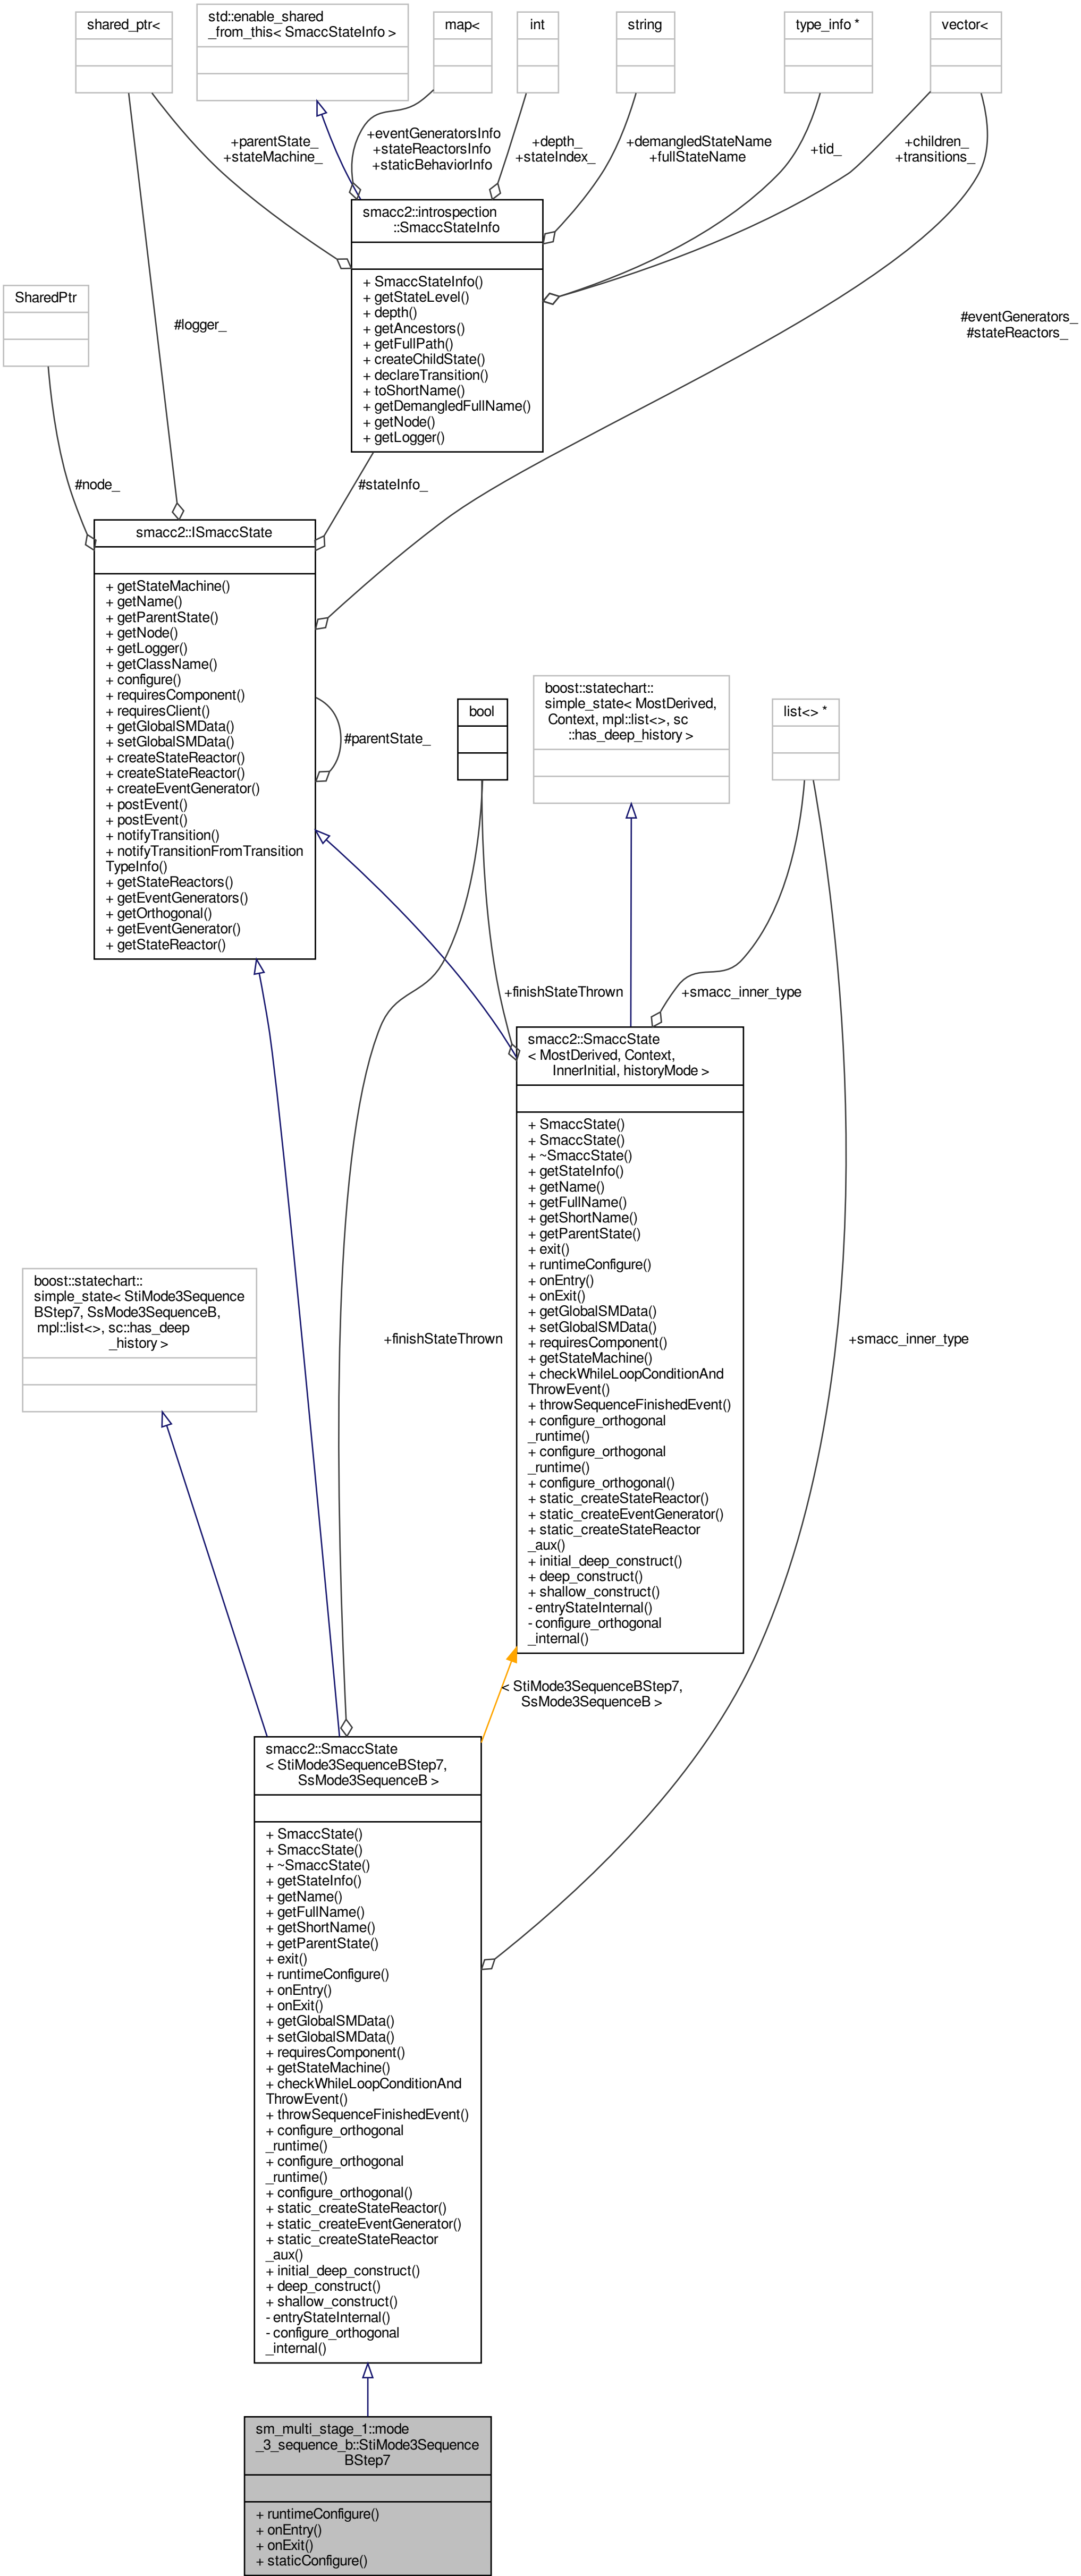 shared_ptr<
std::enable_shared
_from_this< SmaccStateInfo >
map<
int
string
type_info *
vector<
+parentState_
+stateMachine_
+eventGeneratorsInfo
+stateReactorsInfo
+staticBehaviorInfo
+depth_
+stateIndex_
+demangledStateName
+fullStateName
+tid_
+children_
+transitions_
smacc2::introspection
::SmaccStateInfo
+ SmaccStateInfo()
+ getStateLevel()
+ depth()
+ getAncestors()
+ getFullPath()
+ createChildState()
+ declareTransition()
+ toShortName()
+ getDemangledFullName()
+ getNode()
+ getLogger()
SharedPtr
#logger_
#eventGenerators_
#stateReactors_
#node_
#stateInfo_
smacc2::ISmaccState
+ getStateMachine()
+ getName()
+ getParentState()
+ getNode()
+ getLogger()
+ getClassName()
+ configure()
+ requiresComponent()
+ requiresClient()
+ getGlobalSMData()
+ setGlobalSMData()
+ createStateReactor()
+ createStateReactor()
+ createEventGenerator()
+ postEvent()
+ postEvent()
+ notifyTransition()
+ notifyTransitionFromTransition
TypeInfo()
+ getStateReactors()
+ getEventGenerators()
+ getOrthogonal()
+ getEventGenerator()
+ getStateReactor()
#parentState_
bool
boost::statechart::
simple_state< MostDerived,
Context, mpl::list<>, sc
::has_deep_history >
list<> *
+finishStateThrown
+smacc_inner_type
smacc2::SmaccState
< MostDerived, Context,
InnerInitial, historyMode >
+ SmaccState()
+ SmaccState()
+ ~SmaccState()
+ getStateInfo()
+ getName()
+ getFullName()
+ getShortName()
+ getParentState()
+ exit()
+ runtimeConfigure()
+ onEntry()
+ onExit()
+ getGlobalSMData()
+ setGlobalSMData()
+ requiresComponent()
+ getStateMachine()
+ checkWhileLoopConditionAnd
ThrowEvent()
+ throwSequenceFinishedEvent()
+ configure_orthogonal
_runtime()
+ configure_orthogonal
_runtime()
+ configure_orthogonal()
+ static_createStateReactor()
+ static_createEventGenerator()
+ static_createStateReactor
_aux()
+ initial_deep_construct()
+ deep_construct()
+ shallow_construct()
- entryStateInternal()
- configure_orthogonal
_internal()
boost::statechart::
simple_state< StiMode3Sequence
BStep7, SsMode3SequenceB,
mpl::list<>, sc::has_deep
_history >
+finishStateThrown
+smacc_inner_type
< StiMode3SequenceBStep7,
SsMode3SequenceB >
smacc2::SmaccState
< StiMode3SequenceBStep7,
SsMode3SequenceB >
+ SmaccState()
+ SmaccState()
+ ~SmaccState()
+ getStateInfo()
+ getName()
+ getFullName()
+ getShortName()
+ getParentState()
+ exit()
+ runtimeConfigure()
+ onEntry()
+ onExit()
+ getGlobalSMData()
+ setGlobalSMData()
+ requiresComponent()
+ getStateMachine()
+ checkWhileLoopConditionAnd
ThrowEvent()
+ throwSequenceFinishedEvent()
+ configure_orthogonal
_runtime()
+ configure_orthogonal
_runtime()
+ configure_orthogonal()
+ static_createStateReactor()
+ static_createEventGenerator()
+ static_createStateReactor
_aux()
+ initial_deep_construct()
+ deep_construct()
+ shallow_construct()
- entryStateInternal()
- configure_orthogonal
_internal()
sm_multi_stage_1::mode
_3_sequence_b::StiMode3Sequence
BStep7
+ runtimeConfigure()
+ onEntry()
+ onExit()
+ staticConfigure()